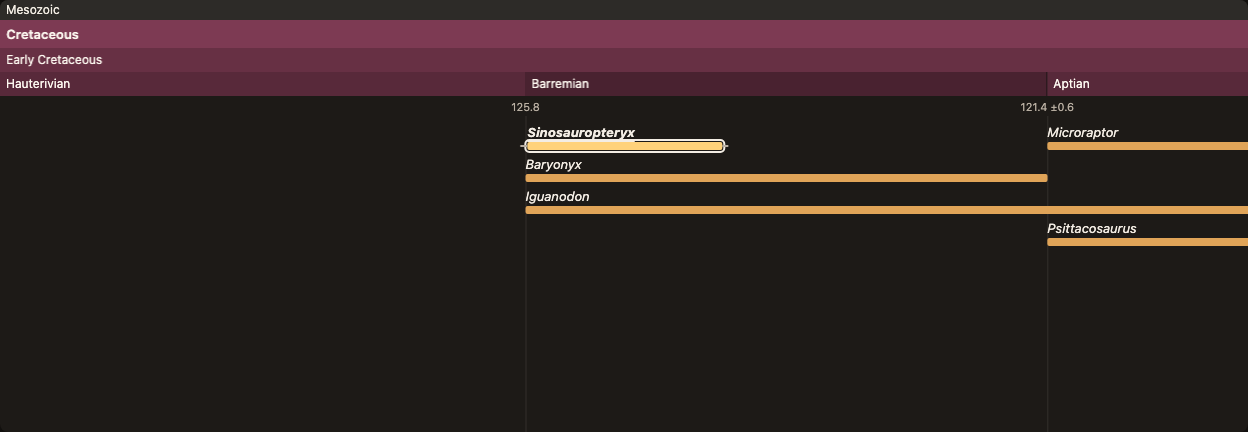 Mesozoic
Cretaceous
Early Cretaceous
Hauterivian Barremian Aptian
125.8 121.4 ±0.6
Sinosauropteryx Microraptor
Baryonyx
Iguanodon
Psittacosaurus